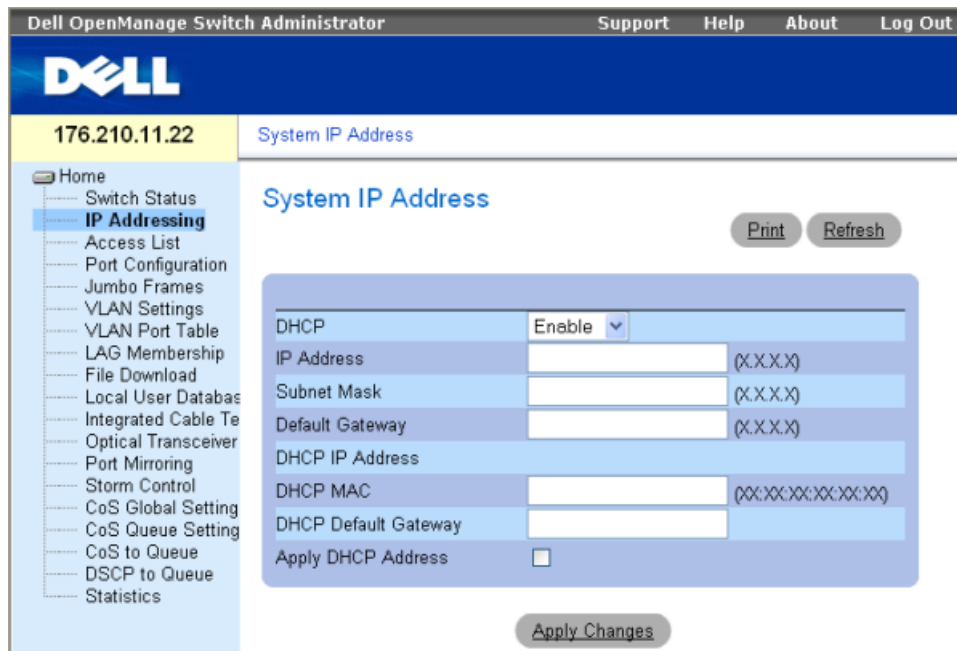 Dell OpenManage Switch Administrator Support Help About Log Out
DELL
176.210.11.22 System IP Address
Home
Switch Status
IP Addressing
Access List
Port Configuration
Jumbo Frames
VLAN Settings
VLAN Port Table
LAG Membership
File Download
Local User Databas
Integrated Cable Te
Optical Transceiver
Port Mirroring
Storm Control
CoS Global Setting
CoS Queue Setting
CoS to Queue
DSCP to Queue
Statistics
System IP Address
Print Refresh
DHCP Enable
IP Address (X.X.X.X)
Subnet Mask (X.X.X.X)
Default Gateway (X.X.X.X)
DHCP IP Address
DHCP MAC (XX:XX:XX:XX:XX:XX)
DHCP Default Gateway
Apply DHCP Address
Apply Changes